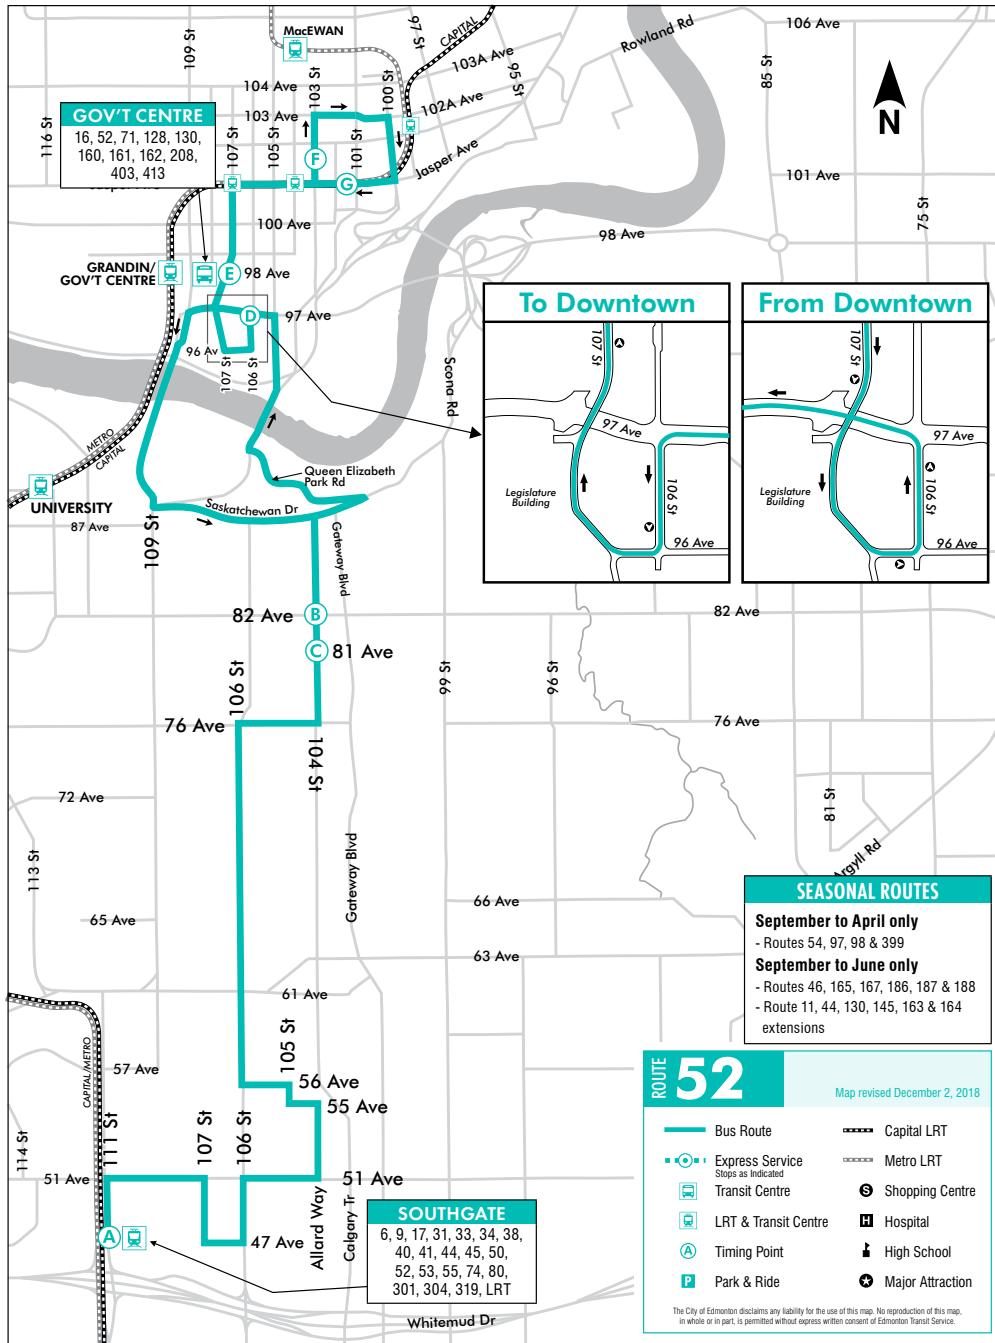 MacEWAN
109 St
97 St
CAPITAL
Rowland Rd
106 Ave
103A Ave
95 St
85 St
104 Ave
103 St
100 St
102A Ave
103 Ave
116 St
GOV'T CENTRE
16, 52, 71, 128, 130,
160, 161, 162, 208,
403, 413
107 St
105 St
101 St
Jasper Ave
F
G
N
101 Ave
75 St
100 Ave
98 Ave
GRANDIN/
GOV'T CENTRE
E
98 Ave
D
97 Ave
96 Av
107 St
106 St
Scona Rd
METRO
CAPITAL
To Downtown
107 St
97 Ave
106 St
Legislature
Building
96 Ave
From Downtown
107 St
97 Ave
106 St
Legislature
Building
96 Ave
UNIVERSITY
Queen Elizabeth
Park Rd
Saskatchewan Dr
87 Ave
109 St
Gateway Blvd
82 Ave
B
82 Ave
C
81 Ave
106 St
99 St
96 St
76 Ave
76 Ave
104 St
72 Ave
81 St
Argyll Rd
113 St
Gateway Blvd
65 Ave
66 Ave
63 Ave
61 Ave
SEASONAL ROUTES
September to April only
- Routes 54, 97, 98 & 399
September to June only
- Routes 46, 165, 167, 186, 187 & 188
- Route 11, 44, 130, 145, 163 & 164
extensions
CAPITAL/METRO
57 Ave
105 St
56 Ave
55 Ave
114 St
111 St
107 St
106 St
51 Ave
51 Ave
A
47 Ave
Allard Way
Calgary Tr
SOUTHGATE
6, 9, 17, 31, 33, 34, 38,
40, 41, 44, 45, 50,
52, 53, 55, 74, 80,
301, 304, 319, LRT
Whitemud Dr
ROUTE 52
Map revised December 2, 2018
Bus Route
Express Service
Stops as Indicated
Transit Centre
LRT & Transit Centre
A Timing Point
P Park & Ride
Capital LRT
Metro LRT
S Shopping Centre
H Hospital
High School
Major Attraction
The City of Edmonton disclaims any liability for the use of this map. No reproduction of this map,
in whole or in part, is permitted without express written consent of Edmonton Transit Service.